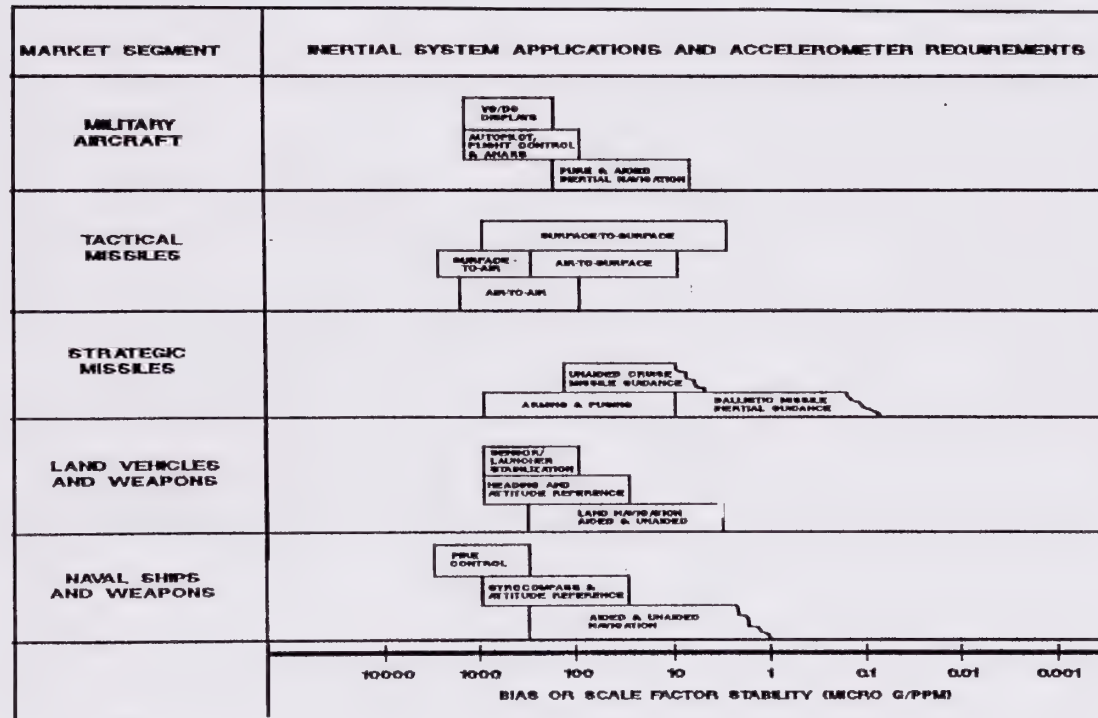 MARKET SEGMENT
INERTIAL SYSTEM APPLICATIONS AND ACCELEROMETER REQUIREMENTS
MILITARY
AIRCRAFT
DISPLAYS
AUTOPILOT,
FLIGHT CONTROL
PURE & AIDED
INERTIAL NAVIGATION
TACTICAL
MISSILES
SURFACE-TO-SURFACE
SURFACE-
TO-AIR
AIR-TO-SURFACE
AIR-TO-AIR
STRATEGIC
MISSILES
UNAIDED CRUISE
MISSILE GUIDANCE
ARMING & FUSING
BALLISTIC MISSILE
INERTIAL GUIDANCE
LAND VEHICLES
AND WEAPONS
SENSOR/
LAUNCHER
STABILIZATION
HEADING AND
ATTITUDE REFERENCE
LAND NAVIGATION
AIDED & UNAIDED
NAVAL SHIPS
AND WEAPONS
FIRE
CONTROL
GYROCOMPASS &
ATTITUDE REFERENCE
AIDED & UNAIDED
NAVIGATION
10000 1000 100 10 1 0.1 0.01 0.001
BIAS OR SCALE FACTOR STABILITY (MICRO G/PPM)